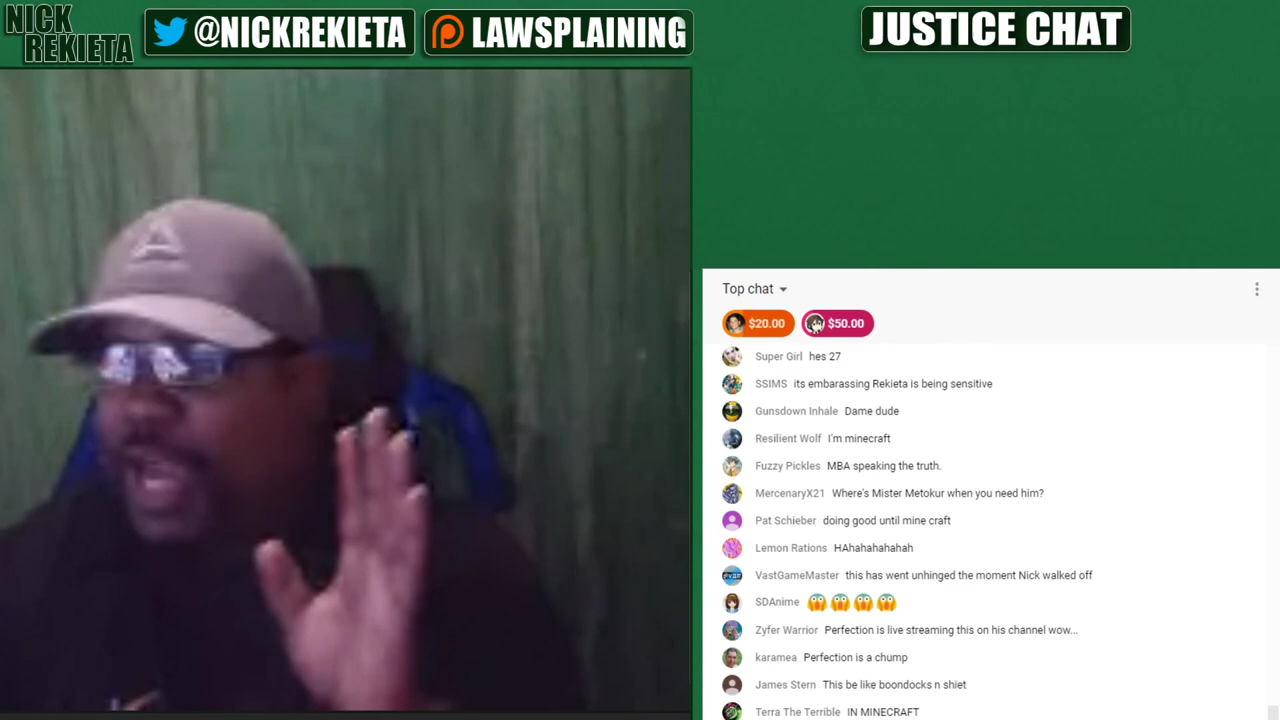 NICK
REKIETA
@NICKREKIETA
LAWSPLAINING
JUSTICE CHAT
Top chat
$20.00
$50.00
Super Girl hes 27
SSIMS its embarassing Rekieta is being sensitive
Gunsdown Inhale Dame dude
Resilient Wolf I'm minecraft
Fuzzy Pickles MBA speaking the truth.
MercenaryX21 Where's Mister Metokur when you need him?
Pat Schieber doing good until mine craft
Lemon Rations HAhahahahahah
VastGameMaster this has went unhinged the moment Nick walked off
SDAnime 😱😱😱😱
Zyfer Warrior Perfection is live streaming this on his channel wow...
karamea Perfection is a chump
James Stern This be like boondocks n shiet
Terra The Terrible IN MINECRAFT